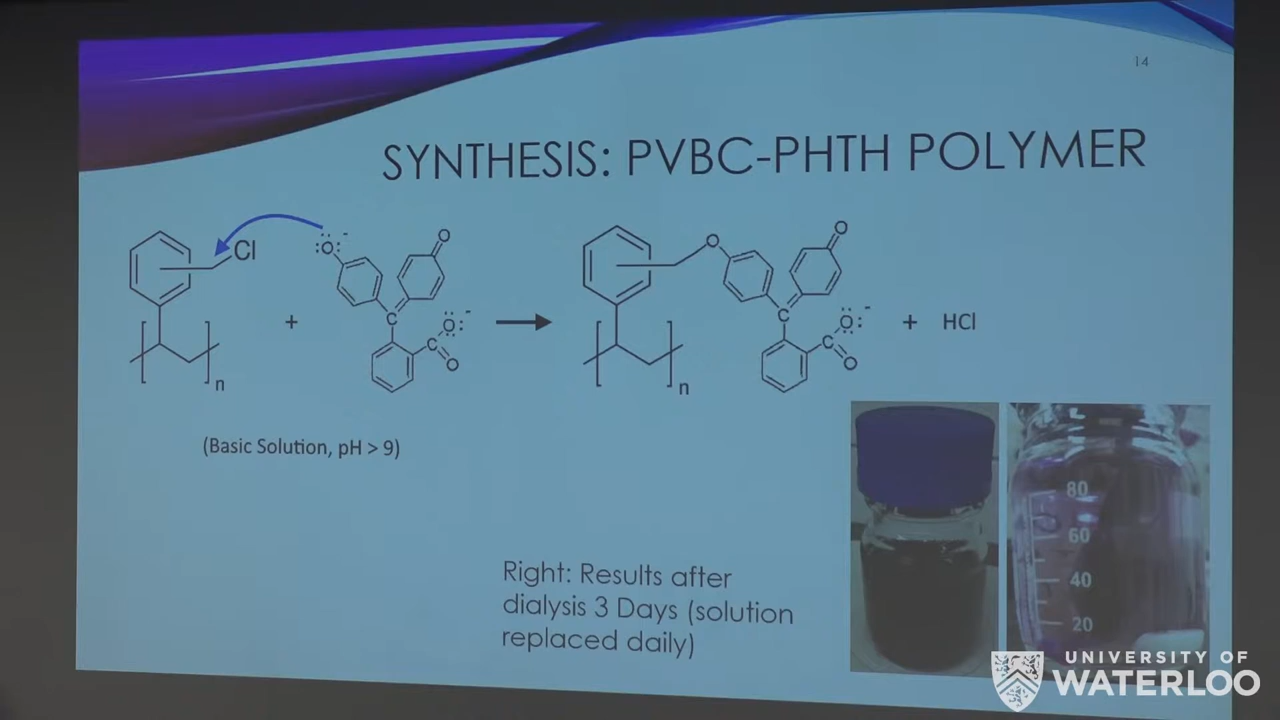 14
SYNTHESIS: PVBC-PHTH POLYMER
Cl
:O:-
O
C
C
O:-
O
+
n
O
O
C
C
O:-
O
+ HCl
n
(Basic Solution, pH > 9)
80
60
40
20
Right: Results after
dialysis 3 Days (solution
replaced daily)
UNIVERSITY OF
WATERLOO